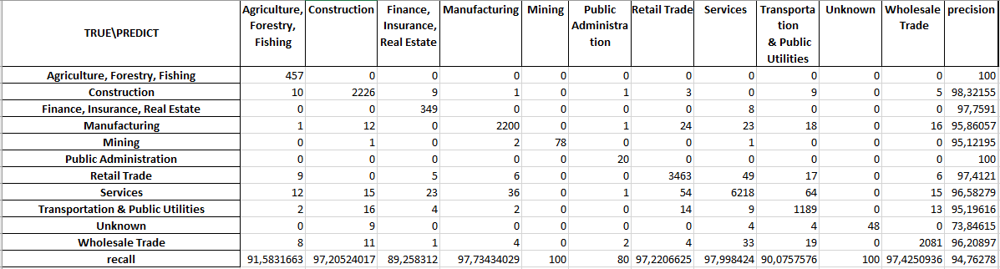 TRUE\PREDICT Agriculture, Forestry, Fishing Construction Finance, Insurance, Real Estate Manufacturing Mining Public Administra tion Retail Trade Services Transporta tion & Public Utilities Unknown Wholesale Trade precision
Agriculture, Forestry, Fishing 457 0 0 0 0 0 0 0 0 0 0 100
Construction 10 2226 9 1 0 1 3 0 9 0 5 98,32155
Finance, Insurance, Real Estate 0 0 349 0 0 0 0 8 0 0 0 97,7591
Manufacturing 1 12 0 2200 0 1 24 23 18 0 16 95,86057
Mining 0 1 0 2 78 0 0 1 0 0 0 95,12195
Public Administration 0 0 0 0 0 20 0 0 0 0 0 100
Retail Trade 9 0 5 6 0 0 3463 49 17 0 6 97,4121
Services 12 15 23 36 0 1 54 6218 64 0 15 96,58279
Transportation & Public Utilities 2 16 4 2 0 0 14 9 1189 0 13 95,19616
Unknown 0 9 0 0 0 0 0 4 4 48 0 73,84615
Wholesale Trade 8 11 1 4 0 2 4 33 19 0 2081 96,20897
recall 91,5831663 97,20524017 89,258312 97,73434029 100 80 97,2206625 97,998424 90,0757576 100 97,4250936 94,76278